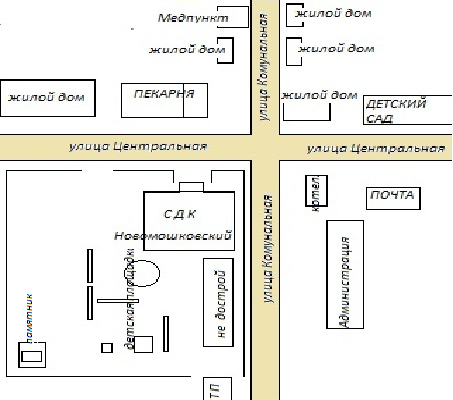 Медпункт
жилой дом
жилой дом
ПЕКАРНЯ
улица Комунальная
жилой дом
жилой дом
жилой дом
ДЕТСКИЙ
САД
улица Центральная
улица Центральная
СДК
Новомошковский
детская площадка
памятник
не дострой
ТП
улица Комунальная
котел.
ПОЧТА
Администрация